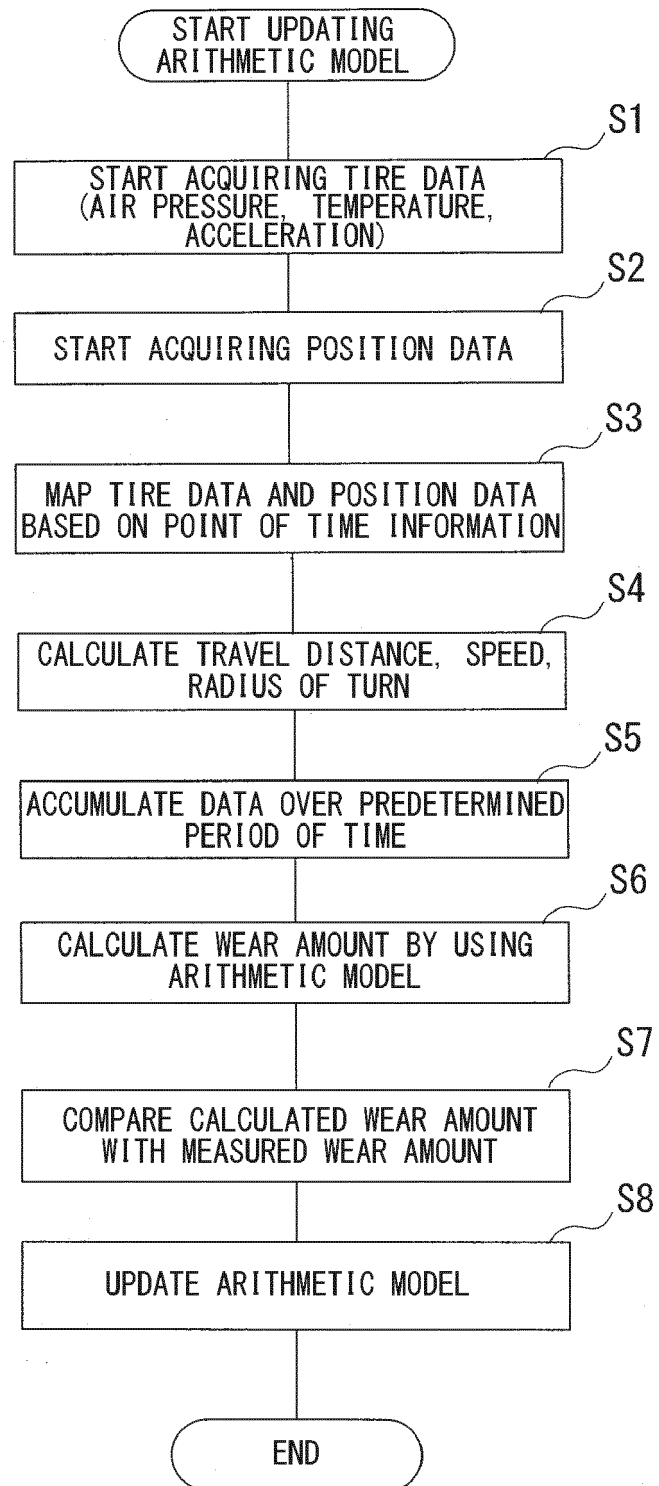 START UPDATING
ARITHMETIC MODEL
S1
START ACQUIRING TIRE DATA
(AIR PRESSURE, TEMPERATURE,
ACCELERATION)
S2
START ACQUIRING POSITION DATA
S3
MAP TIRE DATA AND POSITION DATA
BASED ON POINT OF TIME INFORMATION
S4
CALCULATE TRAVEL DISTANCE, SPEED,
RADIUS OF TURN
S5
ACCUMULATE DATA OVER PREDETERMINED
PERIOD OF TIME
S6
CALCULATE WEAR AMOUNT BY USING
ARITHMETIC MODEL
S7
COMPARE CALCULATED WEAR AMOUNT
WITH MEASURED WEAR AMOUNT
S8
UPDATE ARITHMETIC MODEL
END